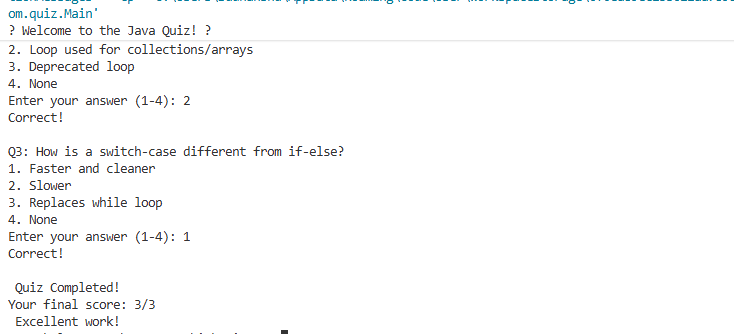 om.quiz.Main'
? Welcome to the Java Quiz! ?
2. Loop used for collections/arrays
3. Deprecated loop
4. None
Enter your answer (1-4): 2
Correct!
Q3: How is a switch-case different from if-else?
1. Faster and cleaner
2. Slower
3. Replaces while loop
4. None
Enter your answer (1-4): 1
Correct!
Quiz Completed!
Your final score: 3/3
Excellent work!